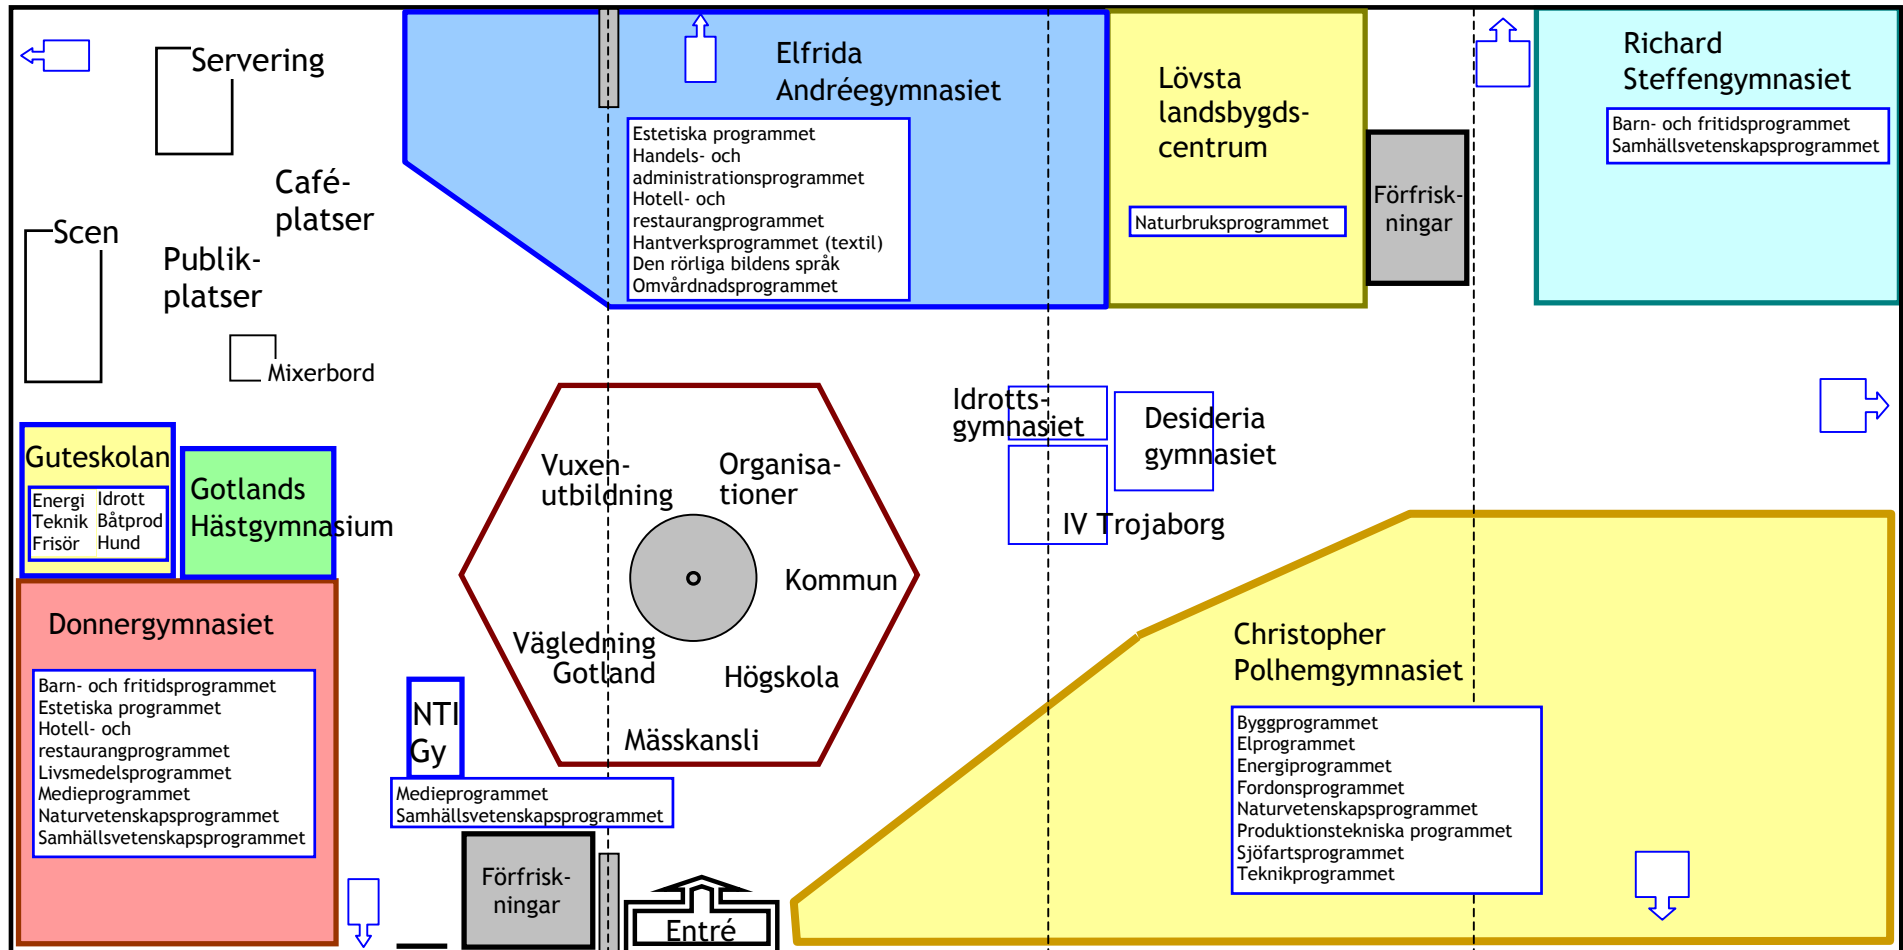 Servering
Café-
platser
Scen
Publik-
platser
Mixerbord
Elfrida
Andréegymnasiet
Estetiska programmet
Handels- och
administrationsprogrammet
Hotell- och
restaurangprogrammet
Hantverksprogrammet (textil)
Den rörliga bildens språk
Omvårdnadsprogrammet
Lövsta
landsbygds-
centrum
Naturbruksprogrammet
Förfrisk-
ningar
Richard
Steffengymnasiet
Barn- och fritidsprogrammet
Samhällsvetenskapsprogrammet
Guteskolan
Energi
Teknik
Frisör
Idrott
Båtprod
Hund
Gotlands
Hästgymnasium
Vuxen-
utbildning
Organisa-
tioner
Kommun
Vägledning
Gotland
Högskola
Mässkansli
Idrotts-
gymnasiet
Desideria
gymnasiet
IV Trojaborg
Donnergymnasiet
Barn- och fritidsprogrammet
Estetiska programmet
Hotell- och
restaurangprogrammet
Livsmedelsprogrammet
Medieprogrammet
Naturvetenskapsprogrammet
Samhällsvetenskapsprogrammet
NTI
Gy
Medieprogrammet
Samhällsvetenskapsprogrammet
Förfrisk-
ningar
Entré
Christopher
Polhemgymnasiet
Byggprogrammet
Elprogrammet
Energiprogrammet
Fordonsprogrammet
Naturvetenskapsprogrammet
Produktionstekniska programmet
Sjöfartsprogrammet
Teknikprogrammet